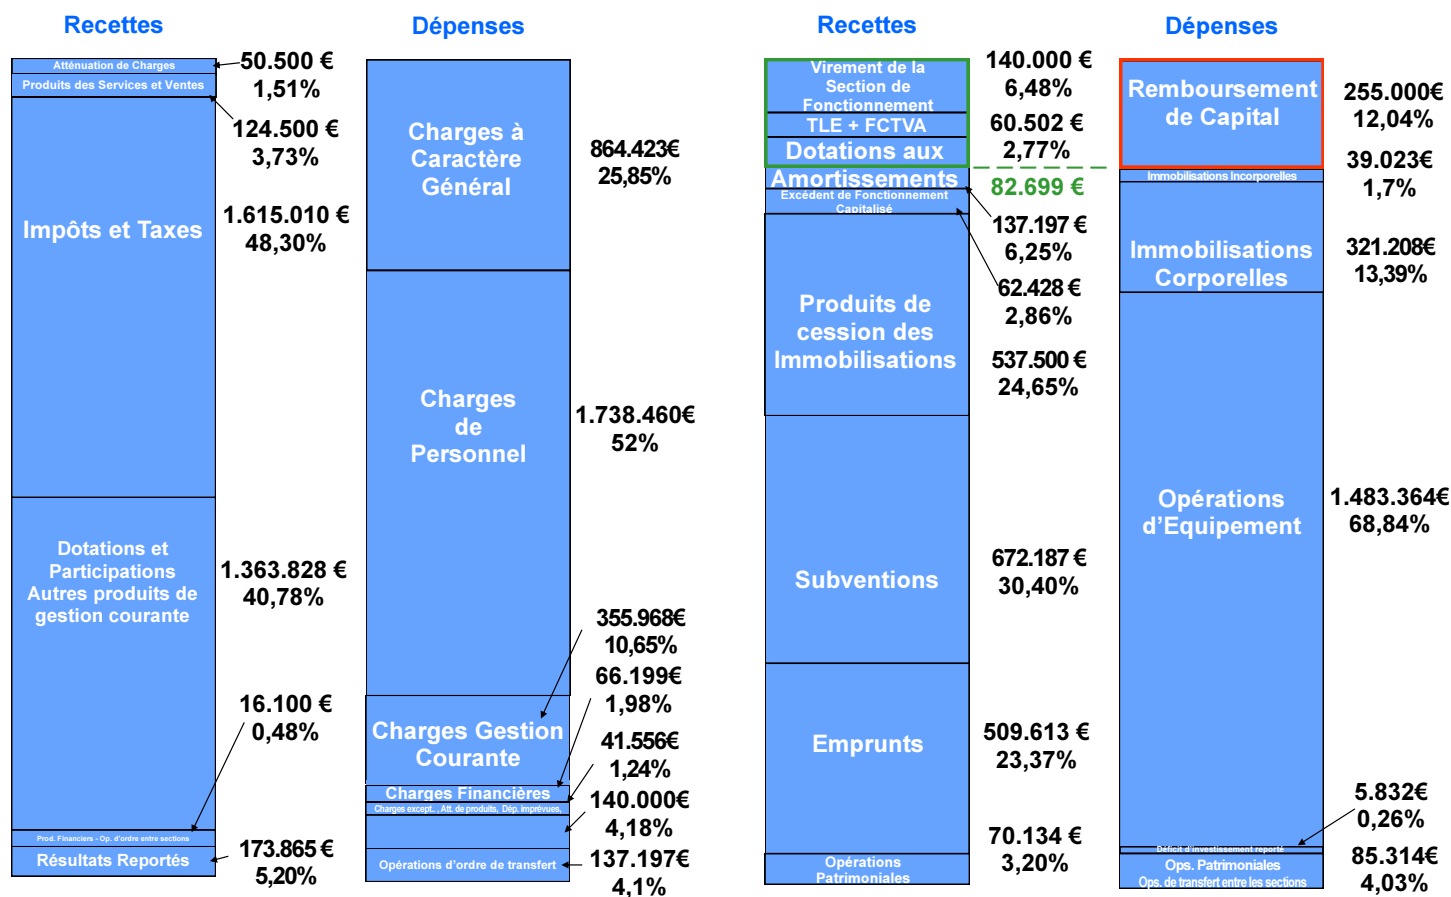 Recettes
Atténuation de Charges
50.500 €
1,51%
Produits des Services et Ventes
124.500 €
3,73%
Impôts et Taxes
1.615.010 €
48,30%
Dotations et
Participations
Autres produits de
gestion courante
1.363.828 €
40,78%
16.100 €
0,48%
Prod. Financiers - Op. d'ordre entre sections
Résultats Reportés
173.865 €
5,20%
Dépenses
Charges à
Caractère
Général
864.423€
25,85%
Charges
de
Personnel
1.738.460€
52%
355.968€
10,65%
66.199€
1,98%
Charges Gestion
Courante
41.556€
1,24%
Charges Financières
Charges except. , Att. de produits, Dép. imprévues,
140.000€
4,18%
Opérations d'ordre de transfert
137.197€
4,1%
Recettes
Virement de la
Section de
Fonctionnement
140.000 €
6,48%
TLE + FCTVA
60.502 €
2,77%
Dotations aux
Amortissements
82.699 €
Excédent de Fonctionnement
Capitalisé
137.197 €
6,25%
62.428 €
2,86%
Produits de
cession des
Immobilisations
537.500 €
24,65%
Subventions
672.187 €
30,40%
Emprunts
509.613 €
23,37%
70.134 €
3,20%
Opérations
Patrimoniales
Dépenses
Remboursement
de Capital
255.000€
12,04%
39.023€
1,7%
Immobilisations Incorporelles
Immobilisations
Corporelles
321.208€
13,39%
Opérations
d’Equipement
1.483.364€
68,84%
5.832€
0,26%
Déficit d'investissement reporté
Ops. Patrimoniales
Ops. de transfert entre les sections
85.314€
4,03%